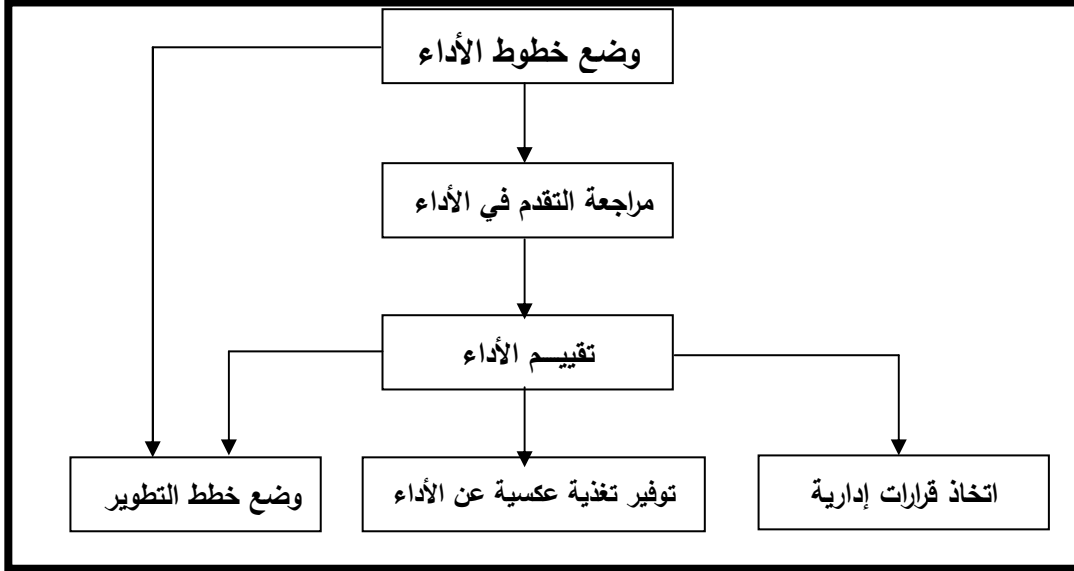 وضع خطوط الأداء
مراجعة التقدم في الأداء
تقييـــم الأداء
اتخاذ قرارات إدارية
توفير تغذية عكسية عن الأداء
وضع خطط التطوير